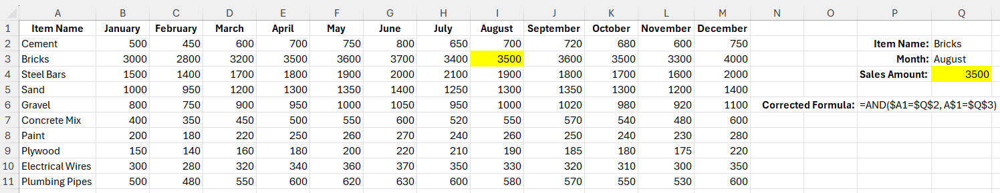 A B C D E F G H I J K L M N O P Q
1 Item Name January February March April May June July August September October November December
2 Cement 500 450 600 700 750 800 650 700 720 680 600 750 Item Name: Bricks
3 Bricks 3000 2800 3200 3500 3600 3700 3400 3500 3600 3500 3300 4000 Month: August
4 Steel Bars 1500 1400 1700 1800 1900 2000 2100 1900 1800 1700 1600 2000 Sales Amount: 3500
5 Sand 1000 950 1200 1300 1350 1400 1250 1300 1350 1300 1200 1400
6 Gravel 800 750 900 950 1000 1050 950 1000 1020 980 920 1100 Corrected Formula: =AND($A1=$Q$2, A$1=$Q$3)
7 Concrete Mix 400 350 450 500 550 600 520 550 570 540 480 600
8 Paint 200 180 220 250 260 270 240 260 250 240 230 280
9 Plywood 150 140 160 180 200 220 210 190 185 180 175 220
10 Electrical Wires 300 280 320 340 360 370 350 330 320 310 300 350
11 Plumbing Pipes 500 480 550 600 620 630 600 580 570 550 530 600